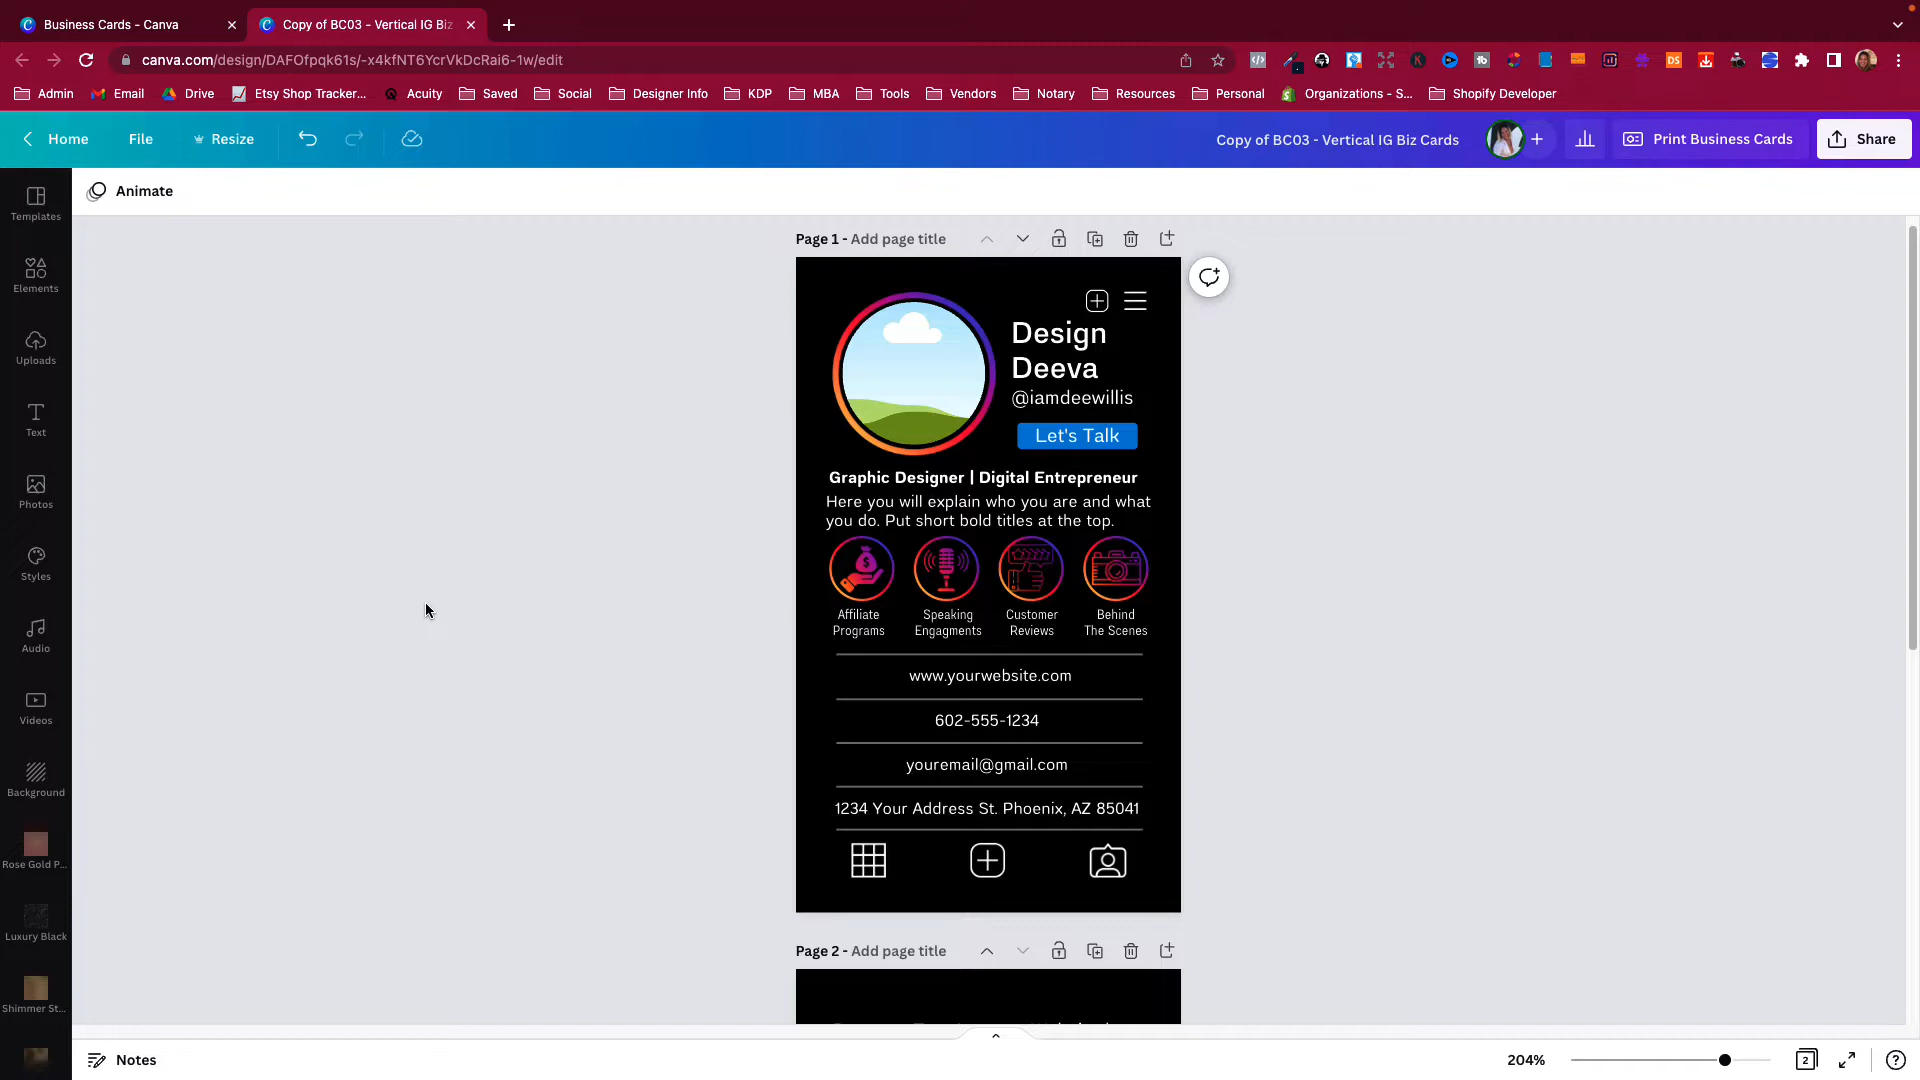 Business Cards - Canva
Copy of BC03 - Vertical IG Biz
canva.com/design/DAFOfpqk61s/-x4kfNT6YcrVkDcRai6-1w/edit
Admin
Email
Drive
Etsy Shop Tracker...
Acuity
Saved
Social
Designer Info
KDP
MBA
Tools
Vendors
Notary
Resources
Personal
Organizations - S...
Shopify Developer
Home
File
Resize
Copy of BC03 - Vertical IG Biz Cards
Print Business Cards
Share
Templates
Elements
Uploads
Text
Photos
Styles
Audio
Videos
Background
Rose Gold P...
Luxury Black
Shimmer St...
Animate
Page 1 - Add page title
Design
Deeva
@iamdeewillis
Let's Talk
Graphic Designer | Digital Entrepreneur
Here you will explain who you are and what
you do. Put short bold titles at the top.
Affiliate
Programs
Speaking
Engagments
Customer
Reviews
Behind
The Scenes
www.yourwebsite.com
602-555-1234
youremail@gmail.com
1234 Your Address St. Phoenix, AZ 85041
Page 2 - Add page title
Notes
204%
2